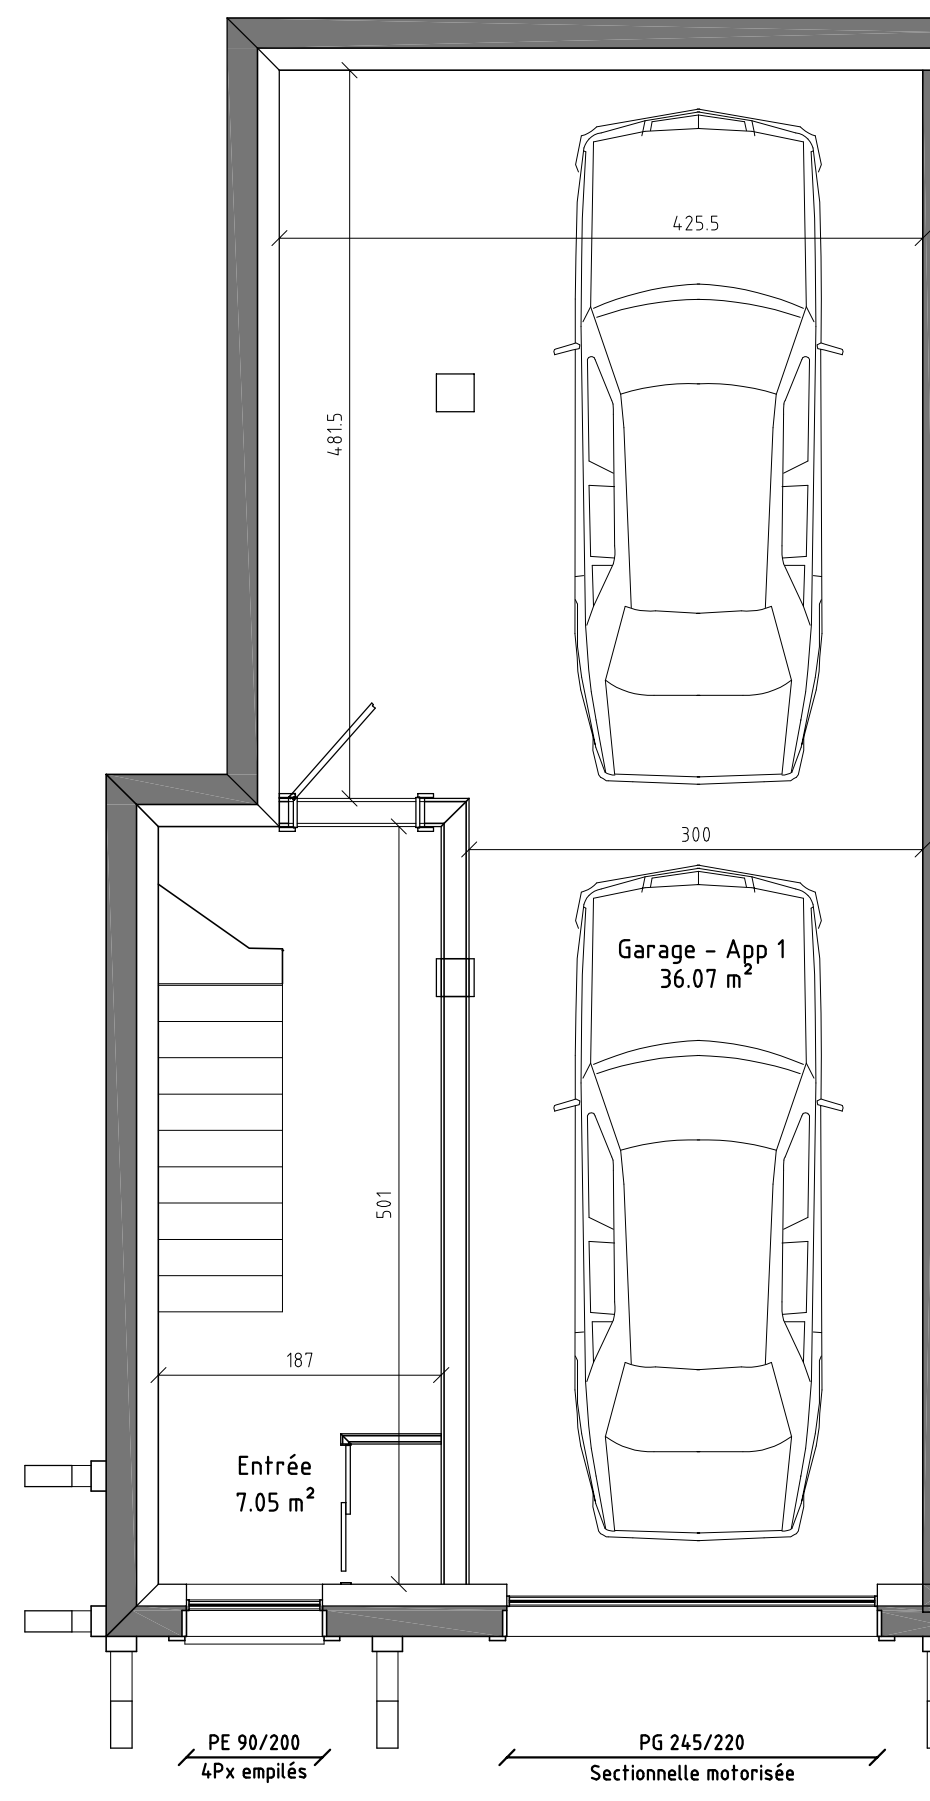 425.5
481.5
300
Garage - App 1
36.07 m²
501
187
Entrée
7.05 m²
PE 90/200
4Px empilés
PG 245/220
Sectionnelle motorisée